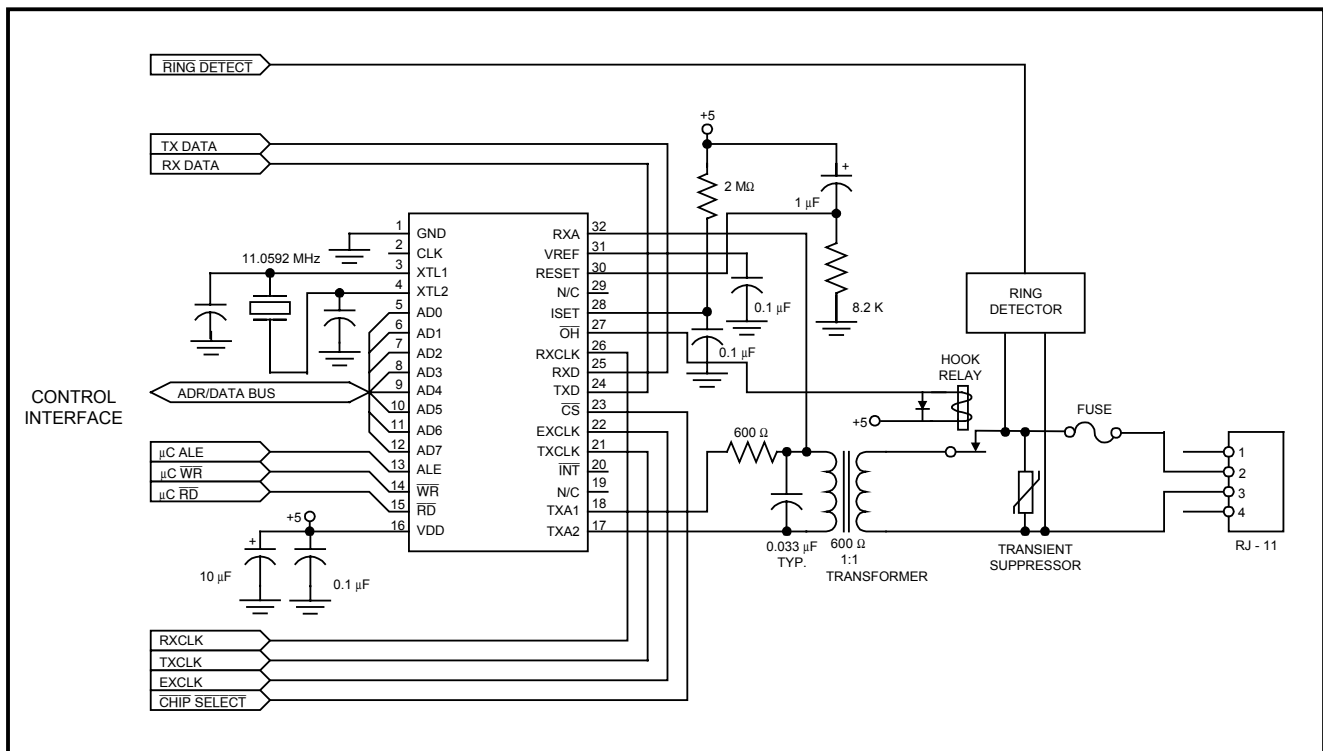 RING DETECT
TX DATA
RX DATA
+5
2 MΩ
+
1 µF
8.2 K
0.1 µF
0.1 µF
11.0592 MHz
CONTROL
INTERFACE
ADR/DATA BUS
µC ALE
µC WR
µC RD
1 GND
2 CLK
3 XTL1
4 XTL2
5 AD0
6 AD1
7 AD2
8 AD3
9 AD4
10 AD5
11 AD6
12 AD7
13 ALE
14 WR
15 RD
16 VDD
RXA 32
VREF 31
RESET 30
N/C 29
ISET 28
OH 27
RXCLK 26
RXD 25
TXD 24
CS 23
EXCLK 22
TXCLK 21
INT 20
N/C 19
TXA1 18
TXA2 17
+5
+
10 µF
0.1 µF
RXCLK
TXCLK
EXCLK
CHIP SELECT
600 Ω
0.033 µF
TYP.
600 Ω
1:1
TRANSFORMER
RING
DETECTOR
HOOK
RELAY
+5
FUSE
TRANSIENT
SUPPRESSOR
1
2
3
4
RJ - 11